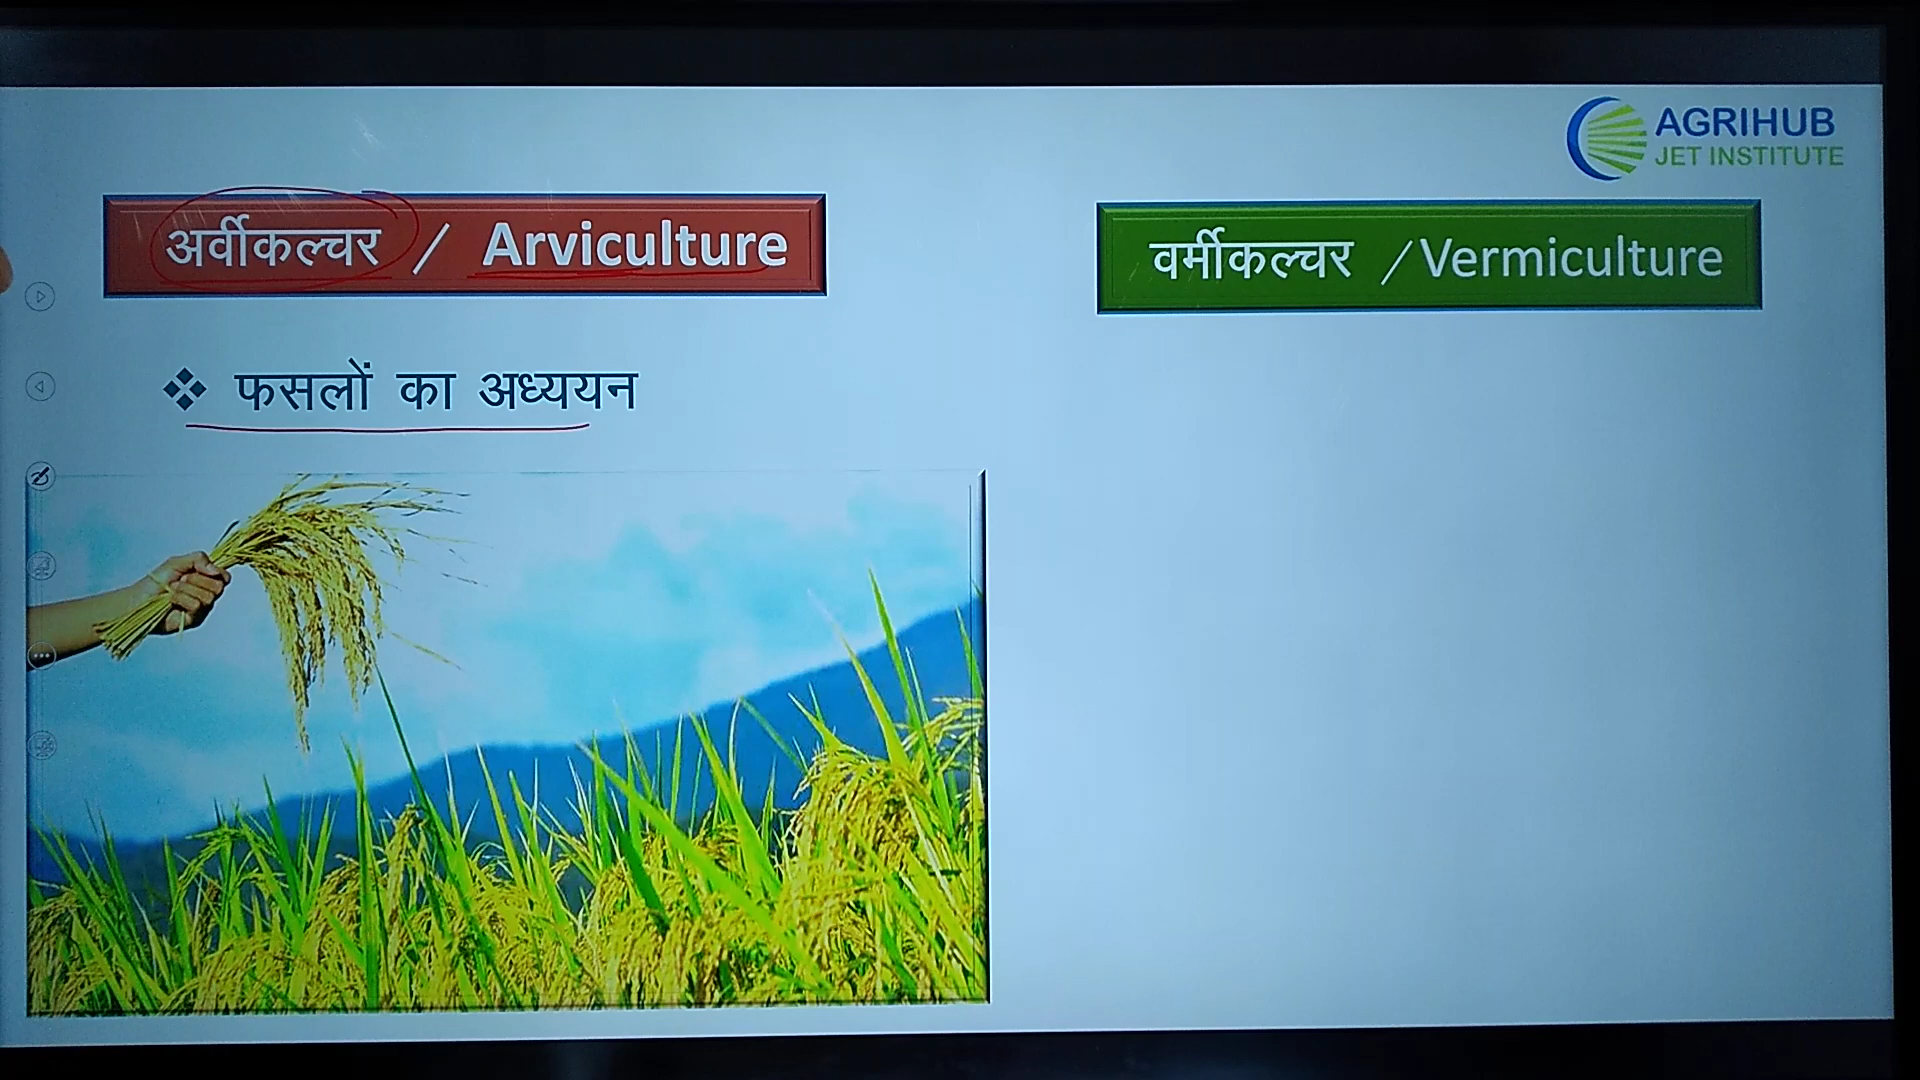 AGRIHUB
JET INSTITUTE
अर्वीकल्चर / Arviculture
वर्मीकल्चर / Vermiculture
❖ फसलों का अध्ययन